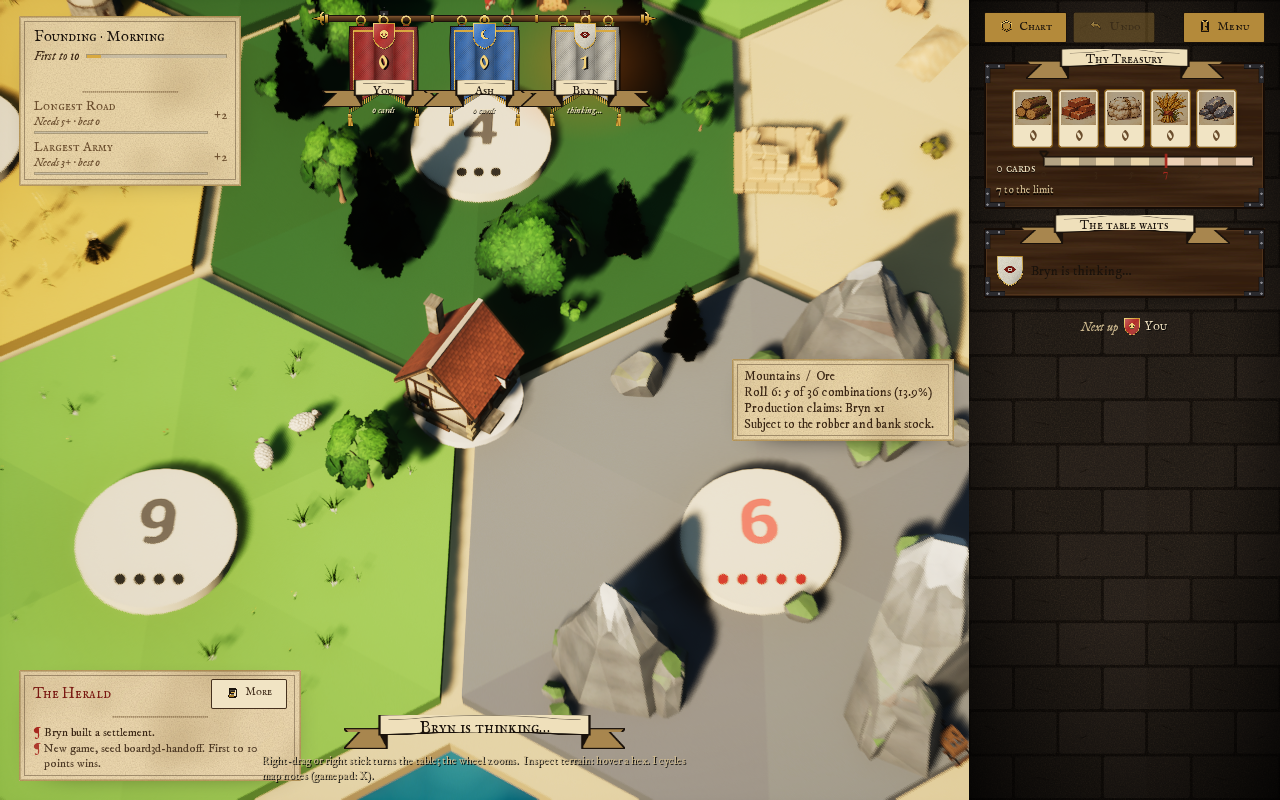 Founding · Morning
First to 10
Longest Road
Needs 5+ · best 0
+2
Largest Army
Needs 3+ · best 0
+2
0
0
1
You
Ash
Bryn
0 cards
0 cards
thinking...
4
9
6
Mountains / Ore
Roll 6: 5 of 36 combinations (13.9%)
Production claims: Bryn x1
Subject to the robber and bank stock.
The Herald
More
¶ Bryn built a settlement.
¶ New game, seed board3d-handoff. First to 10
points wins.
Bryn is thinking...
Right-drag or right stick turns the table; the wheel zooms. Inspect terrain: hover a hex. I cycles
map notes (gamepad: X).
Chart
Undo
Menu
Thy Treasury
0
0
0
0
0
0 cards
7
7 to the limit
The table waits
Bryn is thinking...
Next up You